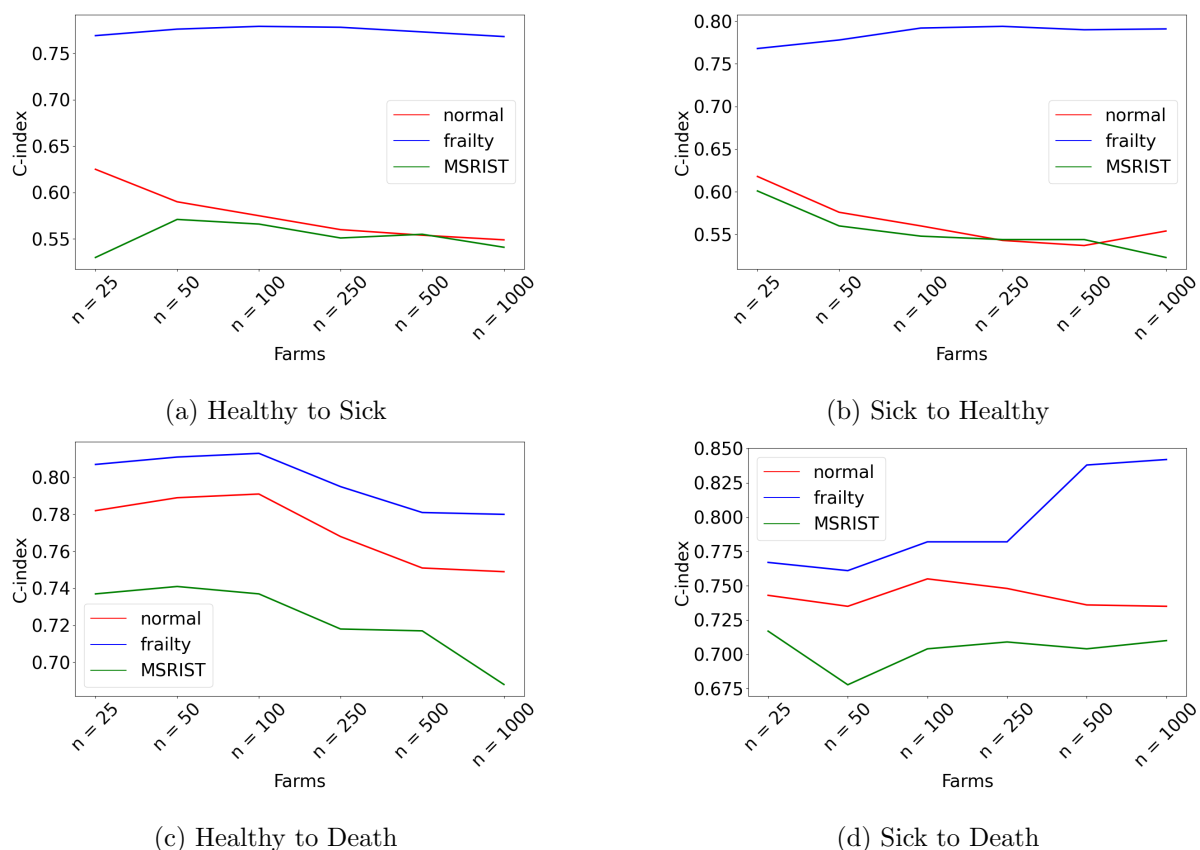 0.75
0.70
0.65
0.60
0.55
C-index
normal
frailty
MSRIST
n = 25
n = 50
n = 100
n = 250
n = 500
n = 1000
Farms
(a) Healthy to Sick
0.80
0.75
0.70
0.65
0.60
0.55
C-index
normal
frailty
MSRIST
n = 25
n = 50
n = 100
n = 250
n = 500
n = 1000
Farms
(b) Sick to Healthy
0.80
0.78
0.76
0.74
0.72
0.70
C-index
normal
frailty
MSRIST
n = 25
n = 50
n = 100
n = 250
n = 500
n = 1000
Farms
(c) Healthy to Death
0.850
0.825
0.800
0.775
0.750
0.725
0.700
0.675
C-index
normal
frailty
MSRIST
n = 25
n = 50
n = 100
n = 250
n = 500
n = 1000
Farms
(d) Sick to Death